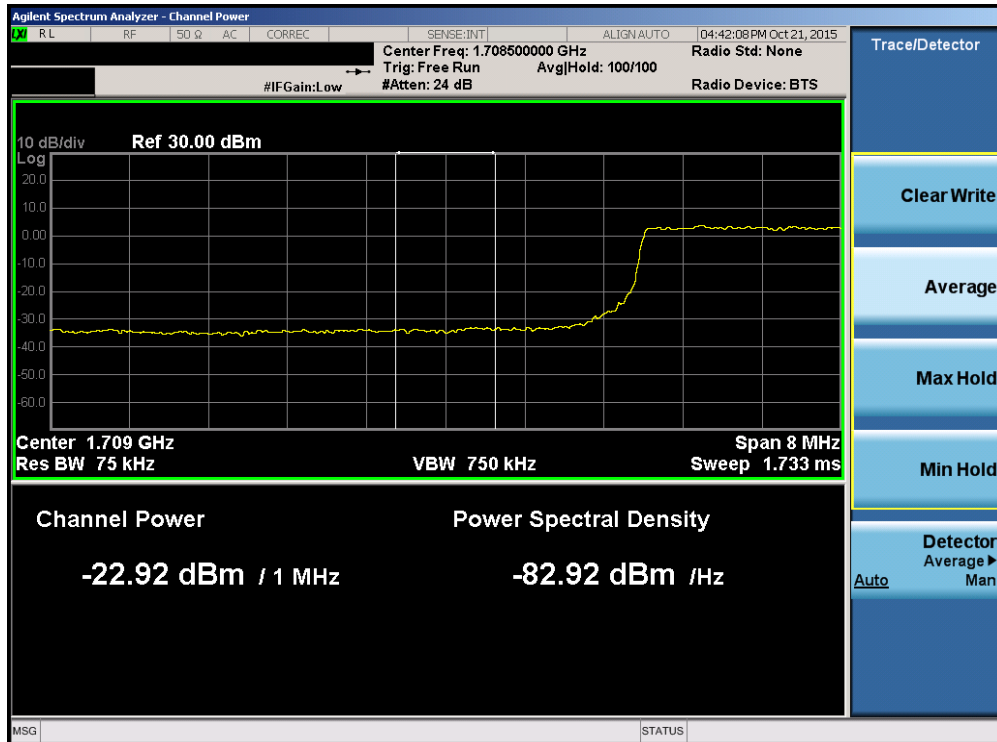 Agilent Spectrum Analyzer - Channel Power
LXI RL RF 50 Ω AC CORREC SENSE:INT ALIGN AUTO 04:42:08 PM Oct 21, 2015
Center Freq: 1.708500000 GHz Radio Std: None
Trig: Free Run Avg|Hold: 100/100
#IFGain:Low #Atten: 24 dB Radio Device: BTS
10 dB/div Ref 30.00 dBm
Log
20.0
10.0
0.00
-10.0
-20.0
-30.0
-40.0
-50.0
-60.0
Center 1.709 GHz Span 8 MHz
Res BW 75 kHz VBW 750 kHz Sweep 1.733 ms
Channel Power Power Spectral Density
-22.92 dBm / 1 MHz -82.92 dBm /Hz
Trace/Detector
Clear Write
Average
Max Hold
Min Hold
Detector
Average ▶
Auto Man
MSG STATUS